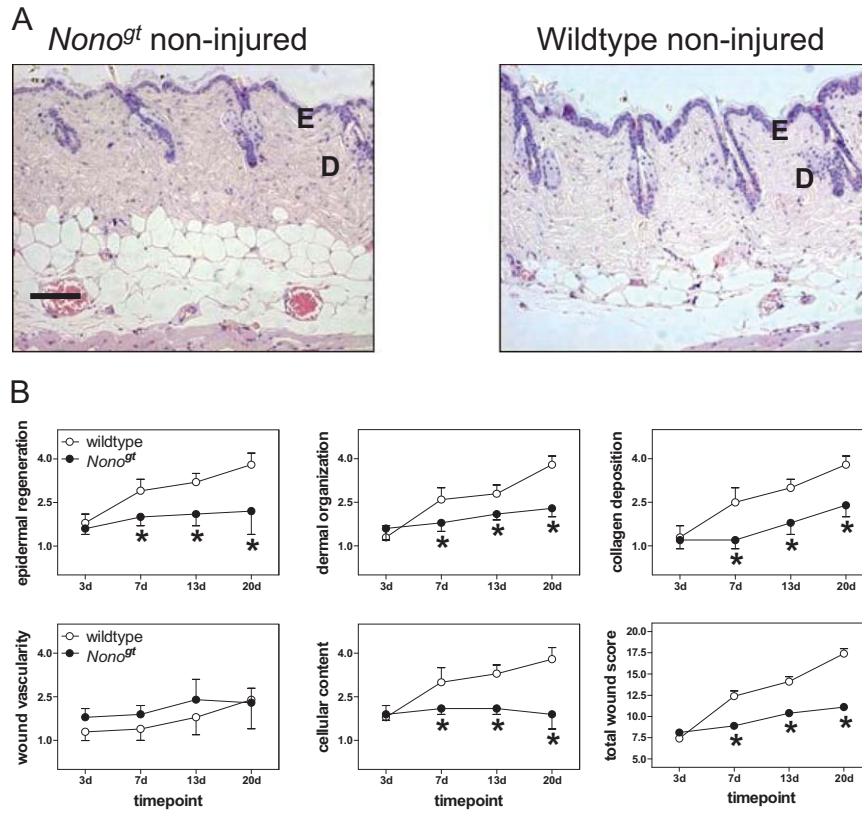 A
Nono^gt non-injured
Wildtype non-injured
E
D
E
D
B
epidermal regeneration
4.0
2.5
1.0
wildtype
Nono^gt
* * *
3d 7d 13d 20d
dermal organization
4.0
2.5
1.0
* * *
3d 7d 13d 20d
collagen deposition
4.0
2.5
1.0
* * *
3d 7d 13d 20d
wound vascularity
4.0
2.5
1.0
wildtype
Nono^gt
3d 7d 13d 20d
timepoint
cellular content
4.0
2.5
1.0
* * *
3d 7d 13d 20d
timepoint
total wound score
20.0
17.5
15.0
12.5
10.0
7.5
5.0
* * *
3d 7d 13d 20d
timepoint